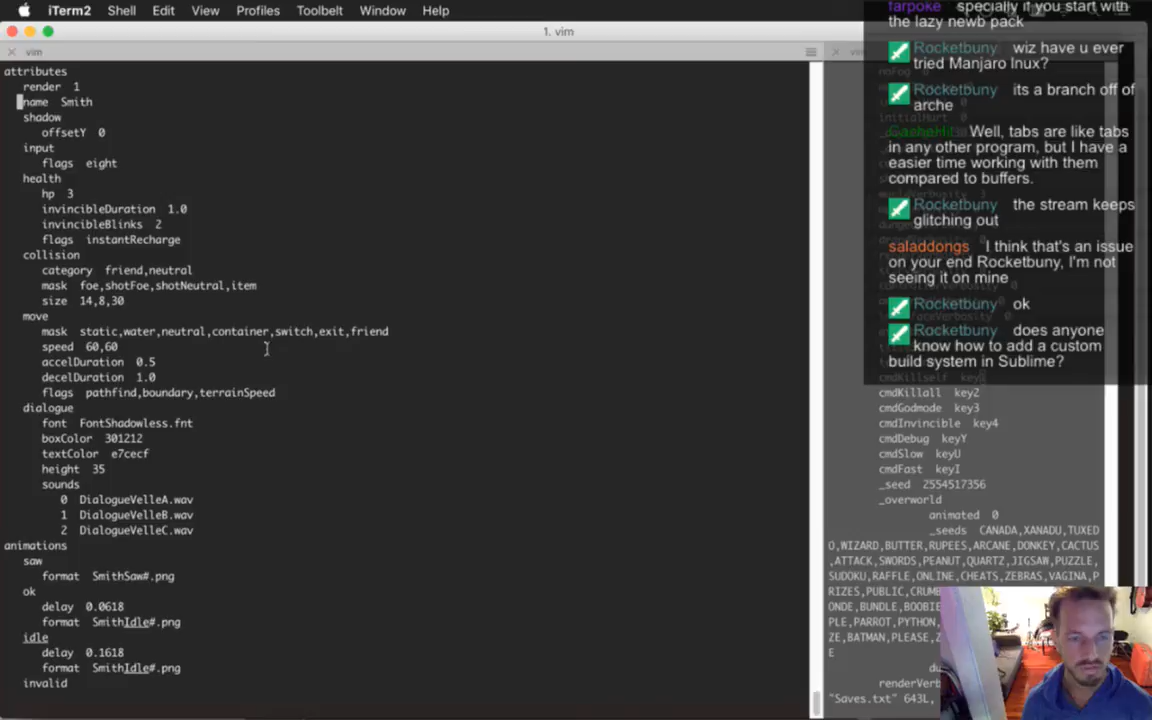 iTerm2 Shell Edit View Profiles Toolbelt Window Help
1. vim
vim
attributes
render 1
name Smith
shadow
offsetY 0
input
flags eight
health
hp 3
invincibleDuration 1.0
invincibleBlinks 2
flags instantRecharge
collision
category friend,neutral
mask foe,shotFoe,shotNeutral,item
size 14,8,30
move
mask static,water,neutral,container,switch,exit,friend
speed 60,60
accelDuration 0.5
decelDuration 1.0
flags pathfind,boundary,terrainSpeed
dialogue
font FontShadowless.fnt
boxColor 301212
textColor e7cecf
height 35
sounds
0 DialogueVelleA.wav
1 DialogueVelleB.wav
2 DialogueVelleC.wav
animations
saw
format SmithSaw#.png
ok
delay 0.0618
format SmithIdle#.png
idle
delay 0.1618
format SmithIdle#.png
invalid
farpoke specially if you start with
the lazy newb pack
Rocketbuny wiz have u ever
tried Manjaro lnux?
Rocketbuny its a branch off of
arche
CacheHit Well, tabs are like tabs
in any other program, but I have a
easier time working with them
compared to buffers.
Rocketbuny the stream keeps
glitching out
saladdongs I think that's an issue
on your end Rocketbuny, I'm not
seeing it on mine
Rocketbuny ok
Rocketbuny does anyone
know how to add a custom
build system in Sublime?
cmdKillself
cmdKillall key2
cmdGodmode key3
cmdInvincible key4
cmdDebug keyY
cmdSlow keyU
cmdFast keyI
_seed 2554517356
_overworld
animated 0
_seeds CANADA,XANADU,TUXED
O,WIZARD,BUTTER,RUPEES,ARCANE,DONKEY,CACTUS
,ATTACK,SWORDS,PEANUT,QUARTZ,JIGSAW,PUZZLE,
SUDOKU,RAFFLE,ONLINE,CHEATS,ZEBRAS,VAGINA,P
RIZES,PUBLIC,CRUMB
ONDE,BUNDLE,BOOBIE
PLE,PARROT,PYTHON,
ZE,BATMAN,PLEASE,Z
E
du
renderVerb
"Saves.txt" 643L,